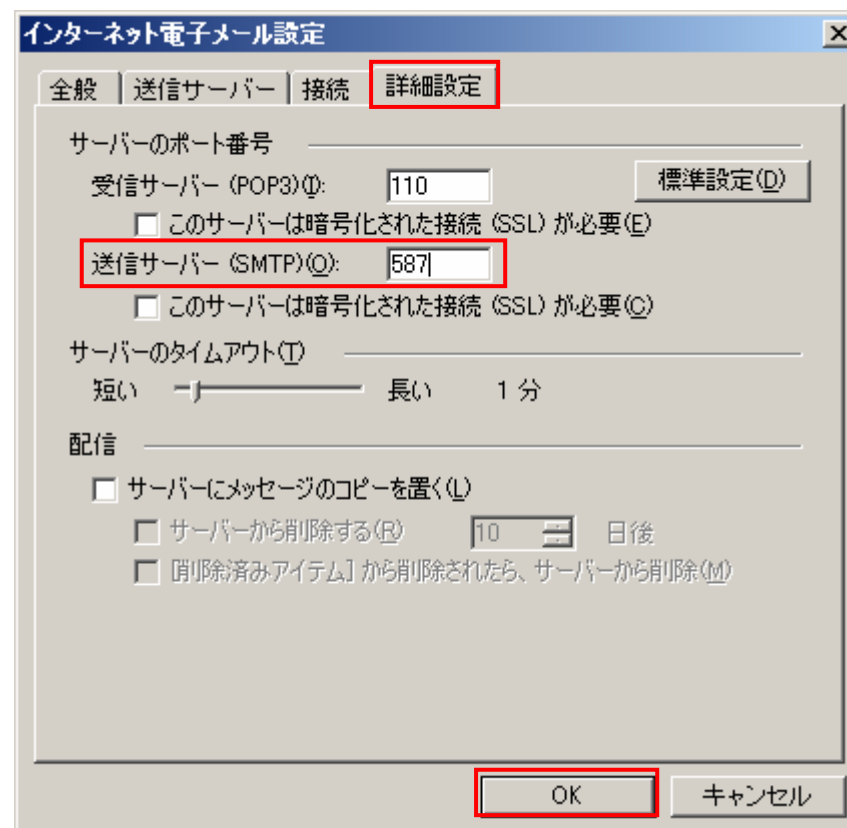 インターネット電子メール設定
全般 送信サーバー 接続 詳細設定
サーバーのポート番号
受信サーバー (POP3)(I): 110 標準設定(D)
このサーバーは暗号化された接続 (SSL) が必要(E)
送信サーバー (SMTP)(O): 587
このサーバーは暗号化された接続 (SSL) が必要(C)
サーバーのタイムアウト(T)
短い 長い 1 分
配信
サーバーにメッセージのコピーを置く(L)
サーバーから削除する(R) 10 日後
[削除済みアイテム] から削除されたら、サーバーから削除(M)
OK キャンセル